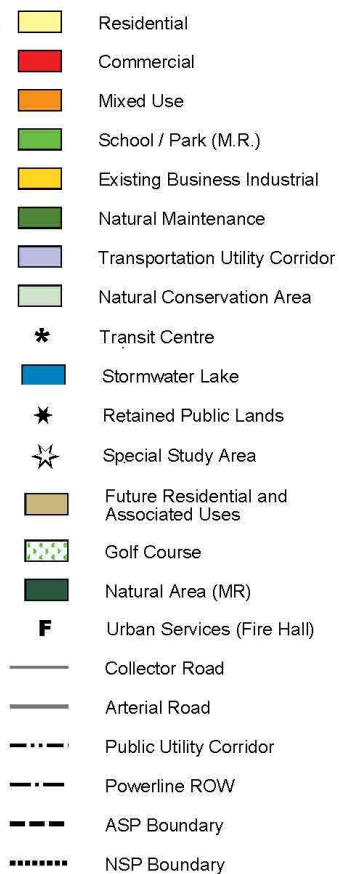 Residential
Commercial
Mixed Use
School / Park (M.R.)
Existing Business Industrial
Natural Maintenance
Transportation Utility Corridor
Natural Conservation Area
* Transit Centre
Stormwater Lake
Retained Public Lands
Special Study Area
Future Residential and
Associated Uses
Golf Course
Natural Area (MR)
F Urban Services (Fire Hall)
Collector Road
Arterial Road
Public Utility Corridor
Powerline ROW
ASP Boundary
NSP Boundary